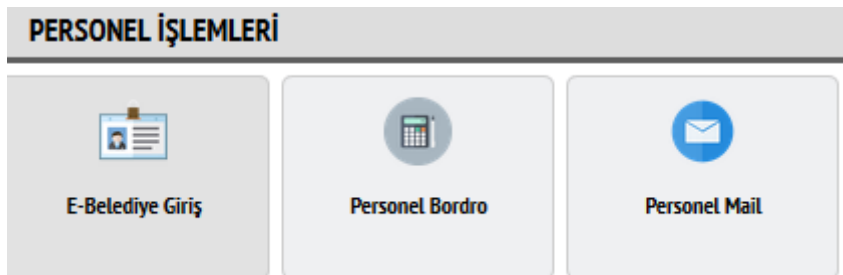 PERSONEL İŞLEMLERİ
E-Belediye Giriş
Personel Bordro
Personel Mail